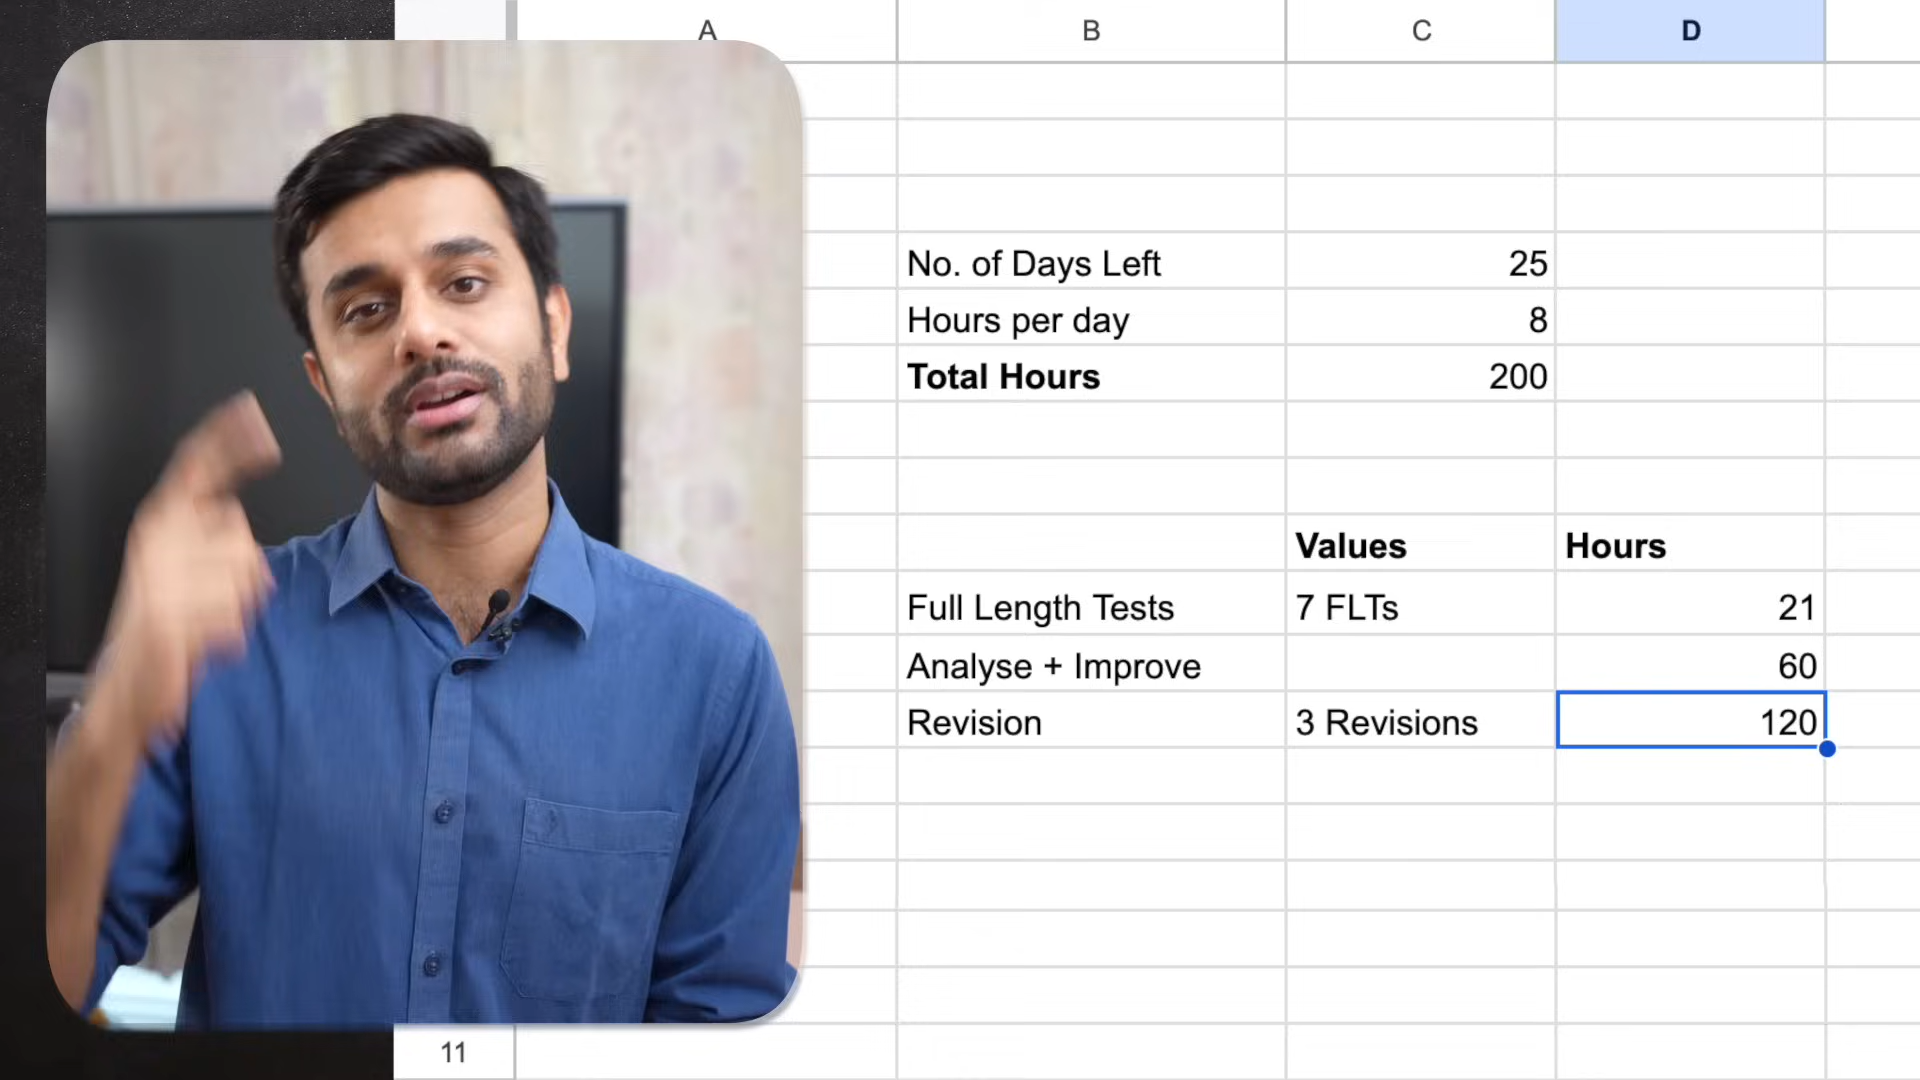 A B C D
No. of Days Left 25
Hours per day 8
Total Hours 200
Values Hours
Full Length Tests 7 FLTs 21
Analyse + Improve 60
Revision 3 Revisions 120
11